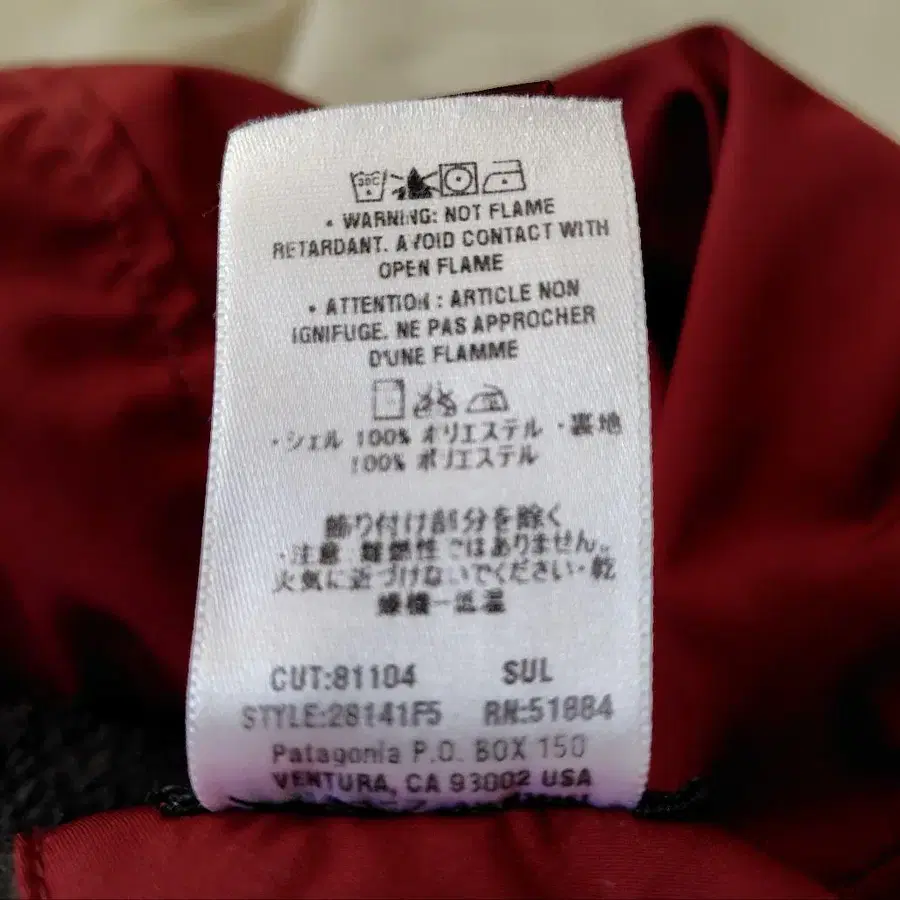 30C
• WARNING: NOT FLAME
RETARDANT. AVOID CONTACT WITH
OPEN FLAME
• ATTENTION : ARTICLE NON
IGNIFUGE. NE PAS APPROCHER
D'UNE FLAMME
・シェル 100% オリエステル ・裏地
100% ポリエステル
飾り付け部分を除く
・注意 難燃性ではありません。
火気に近づけないでください・乾
燥機ー低温
CUT:81104 SUL
STYLE:28141F5 RN:51884
Patagonia P.O. BOX 150
VENTURA, CA 93002 USA